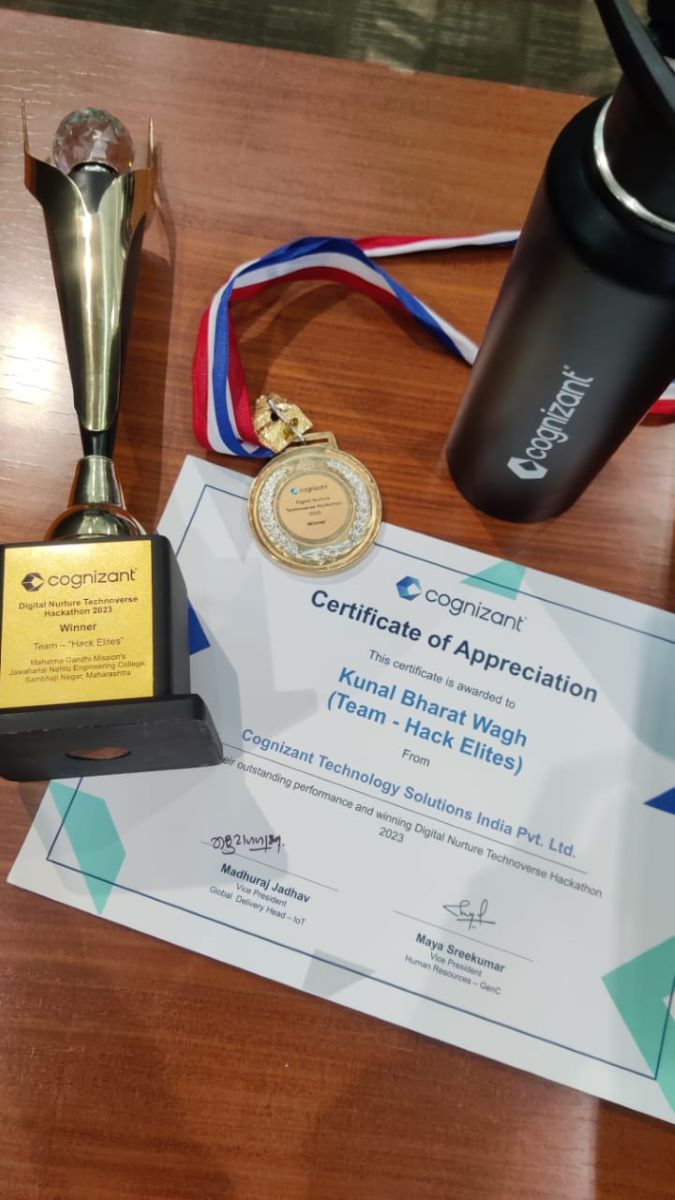 cognizant
Digital Nurture Technoverse
Hackathon 2023
Winner
Team – "Hack Elites"
Mahatma Gandhi Mission's
Jawaharlal Nehru Engineering College,
Sambhaji Nagar, Maharashtra
cognizant
Digital Nurture
Technoverse Hackathon
2023
Winner
cognizant
cognizant
Certificate of Appreciation
This certificate is awarded to
Kunal Bharat Wagh
(Team - Hack Elites)
From
Cognizant Technology Solutions India Pvt. Ltd.
eir outstanding performance and winning Digital Nurture Technoverse Hackathon
2023
Madhuraj Jadhav
Vice President
Global Delivery Head – IoT
Maya Sreekumar
Vice President
Human Resources – GenC